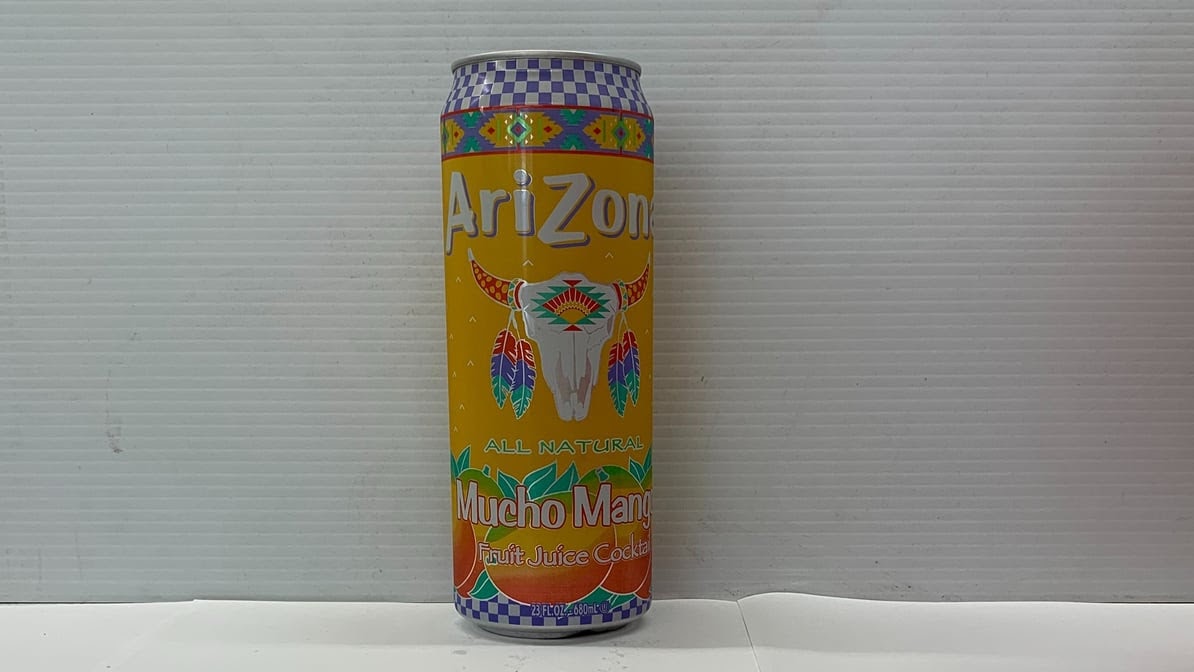 AriZona
ALL NATURAL
Mucho Mang
Fruit Juice Cockta
23 FL OZ - 680mL